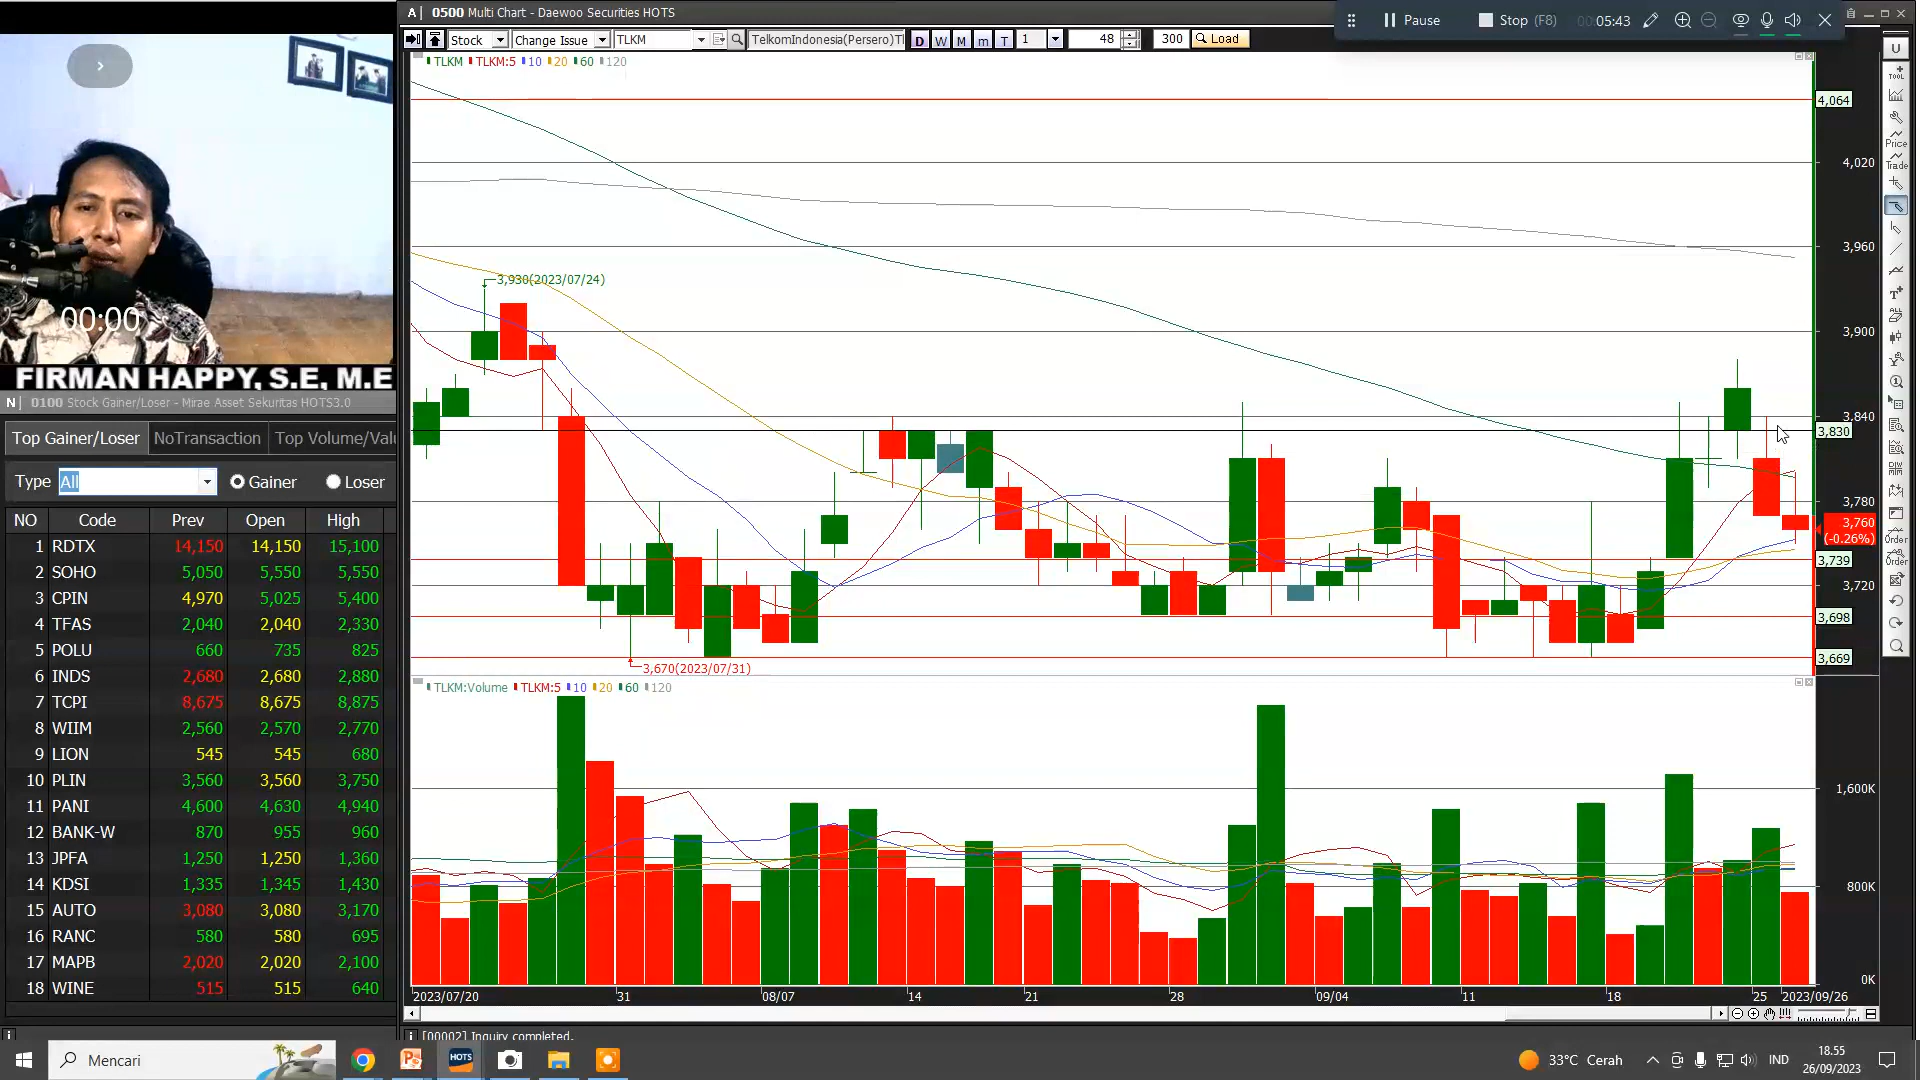 A 0500 Multi Chart - Daewoo Securities HOTS
Pause Stop (F8) 00:05:43
Stock Change Issue TLKM TelkomIndonesia(Persero)T D W M m T 1 48 300 Load
TLKM TLKM:5 10 20 60 120
4,064
4,020
3,960
3,930(2023/07/24)
3,900
3,840
3,830
3,780
3,760
(-0.26%)
3,739
3,720
3,698
3,669
3,670(2023/07/31)
TLKM:Volume TLKM:5 10 20 60 120
1,600K
800K
0K
2023/07/20 31 08/07 14 21 28 09/04 11 18 25 2023/09/26
U
TOOL
Price
Trade
ALL
Order
Order
00:00
FIRMAN HAPPY, S.E, M.E
N 0100 Stock Gainer/Loser - Mirae Asset Sekuritas HOTS3.0
Top Gainer/Loser NoTransaction Top Volume/Valu
Type All Gainer Loser
NO Code Prev Open High
1 RDTX 14,150 14,150 15,100
2 SOHO 5,050 5,550 5,550
3 CPIN 4,970 5,025 5,400
4 TFAS 2,040 2,040 2,330
5 POLU 660 735 825
6 INDS 2,680 2,680 2,880
7 TCPI 8,675 8,675 8,875
8 WIIM 2,560 2,570 2,770
9 LION 545 545 680
10 PLIN 3,560 3,560 3,750
11 PANI 4,600 4,630 4,940
12 BANK-W 870 955 960
13 JPFA 1,250 1,250 1,360
14 KDSI 1,335 1,345 1,430
15 AUTO 3,080 3,080 3,170
16 RANC 580 580 695
17 MAPB 2,020 2,020 2,100
18 WINE 515 515 640
[00002] Inquiry completed.
Mencari
HOTS
33°C Cerah IND 18.55
26/09/2023